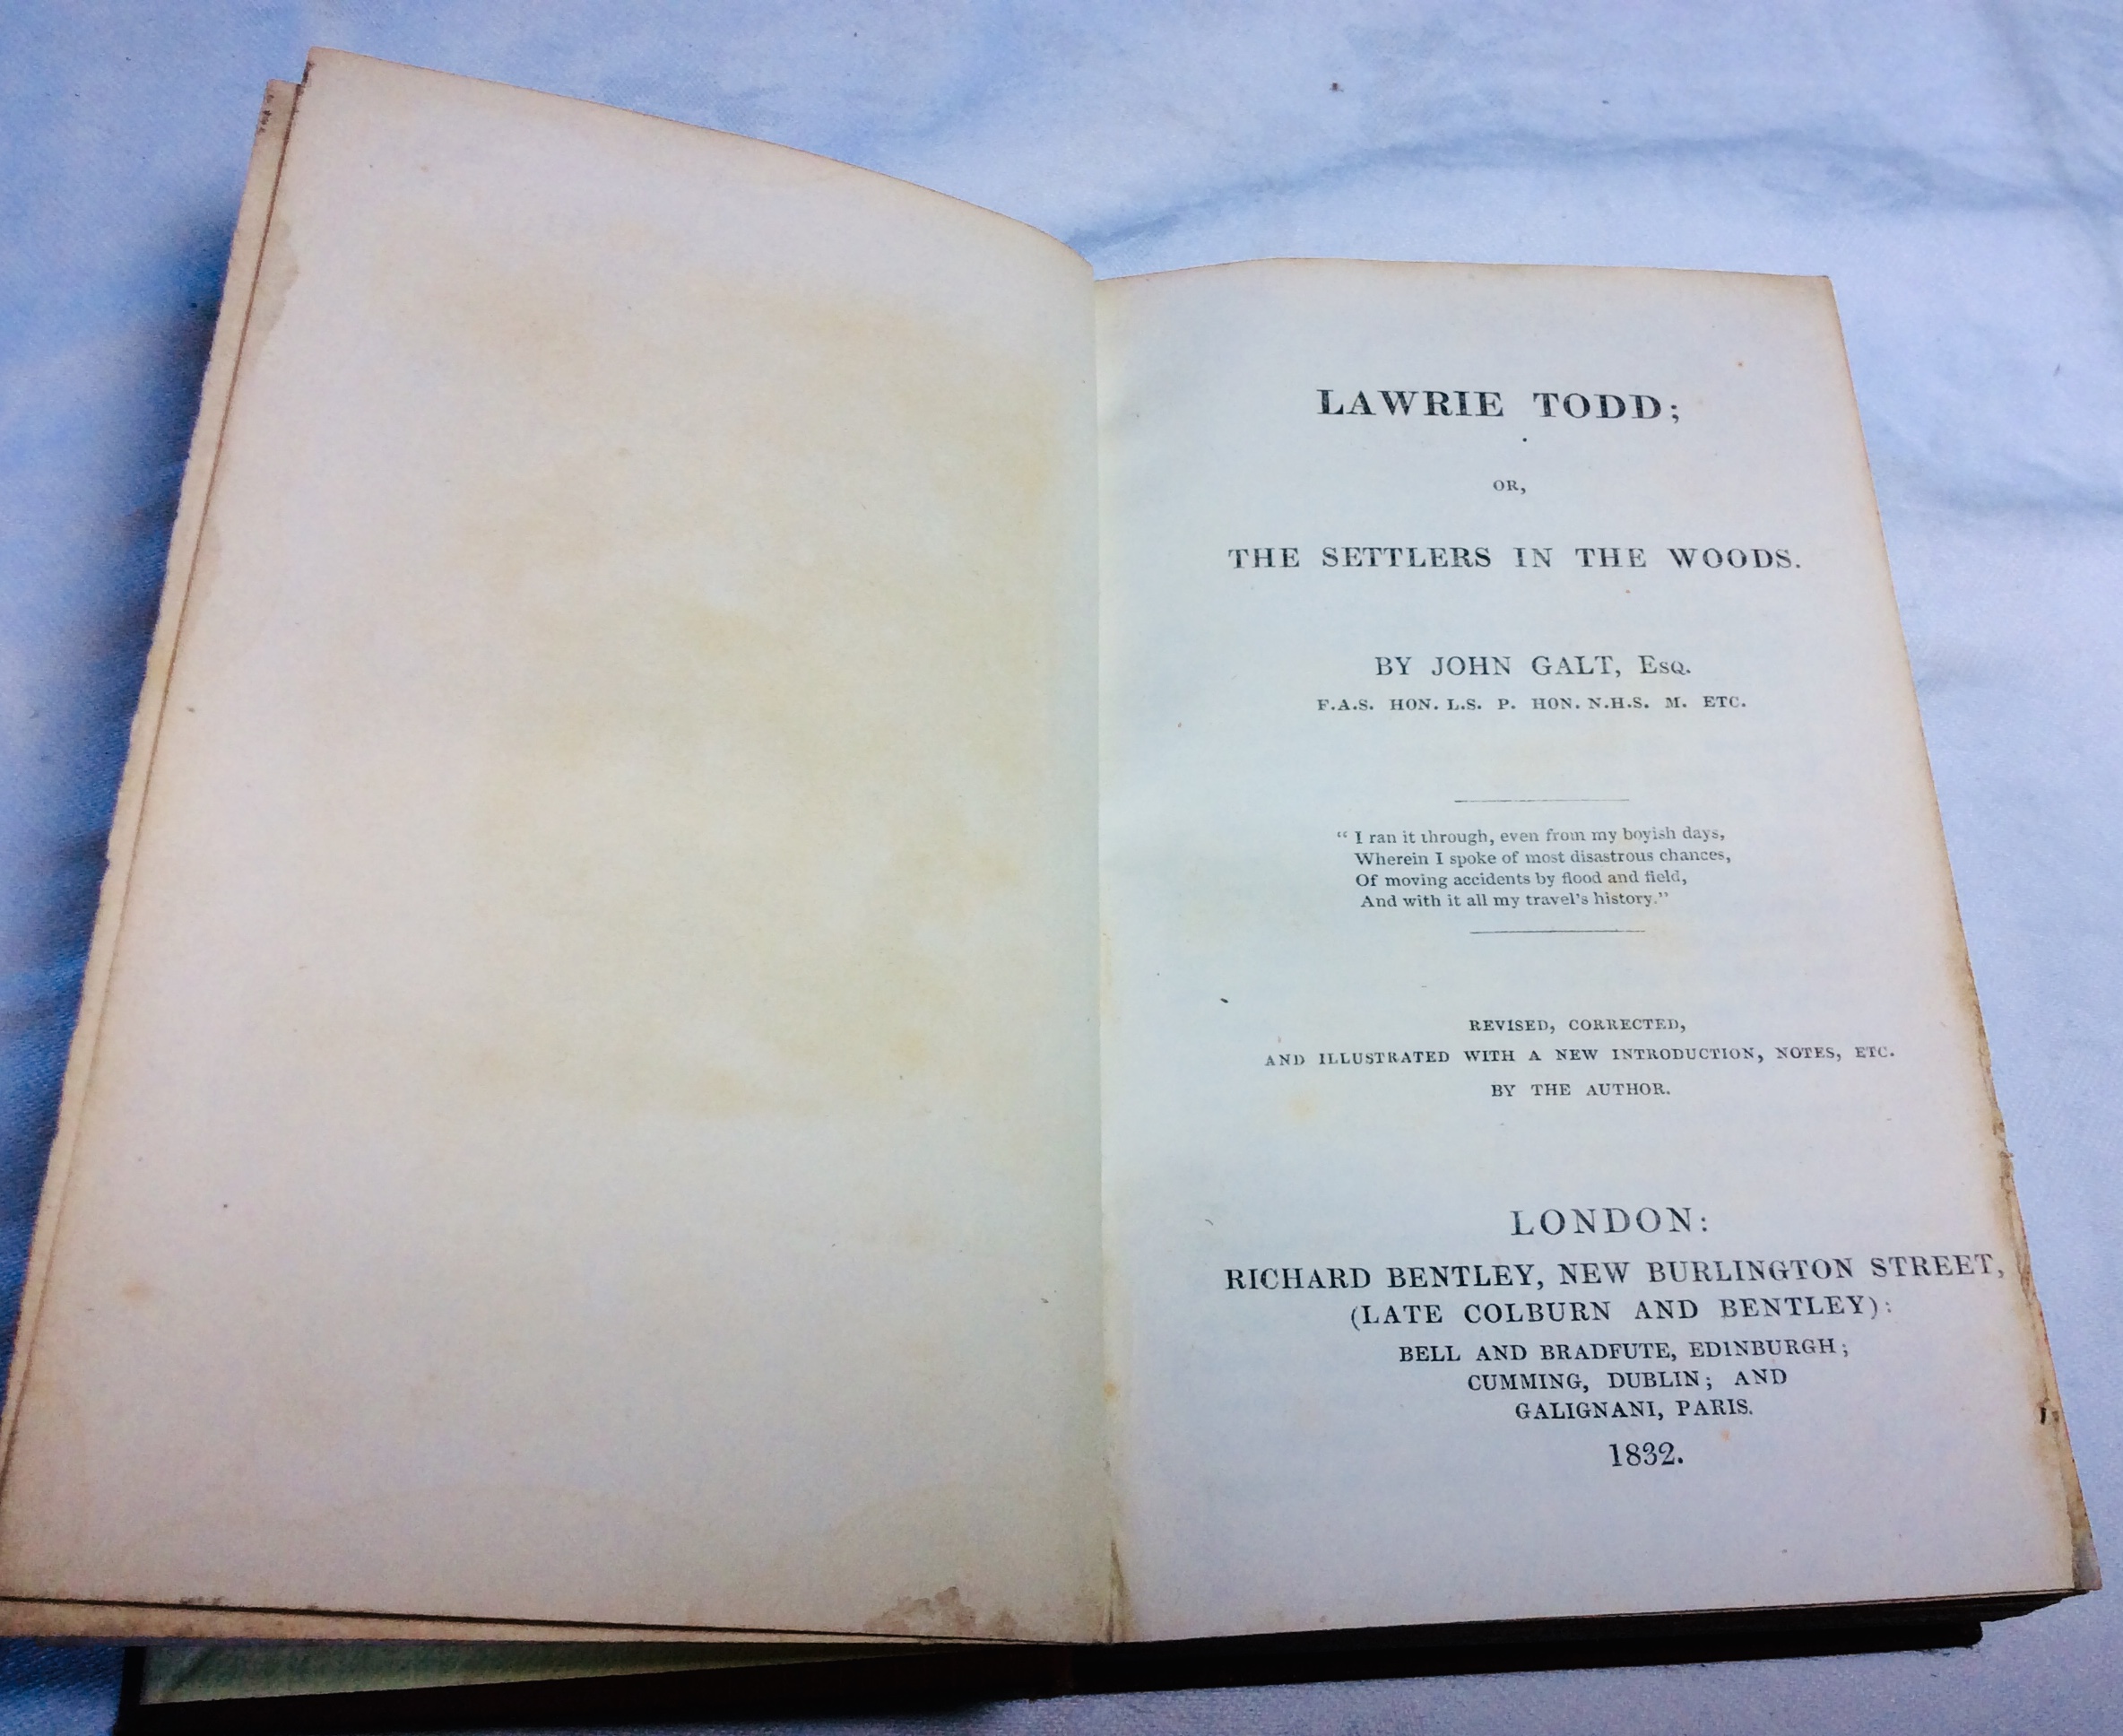 LAWRIE TODD;
OR,
THE SETTLERS IN THE WOODS.
BY JOHN GALT, Esq.
F.A.S. HON. L.S. P. HON. N.H.S. M. ETC.
“ I ran it through, even from my boyish days,
Wherein I spoke of most disastrous chances,
Of moving accidents by flood and field,
And with it all my travel’s history.”
REVISED, CORRECTED,
AND ILLUSTRATED WITH A NEW INTRODUCTION, NOTES, ETC.
BY THE AUTHOR.
LONDON:
RICHARD BENTLEY, NEW BURLINGTON STREET,
(LATE COLBURN AND BENTLEY):
BELL AND BRADFUTE, EDINBURGH;
CUMMING, DUBLIN; AND
GALIGNANI, PARIS.
1832.